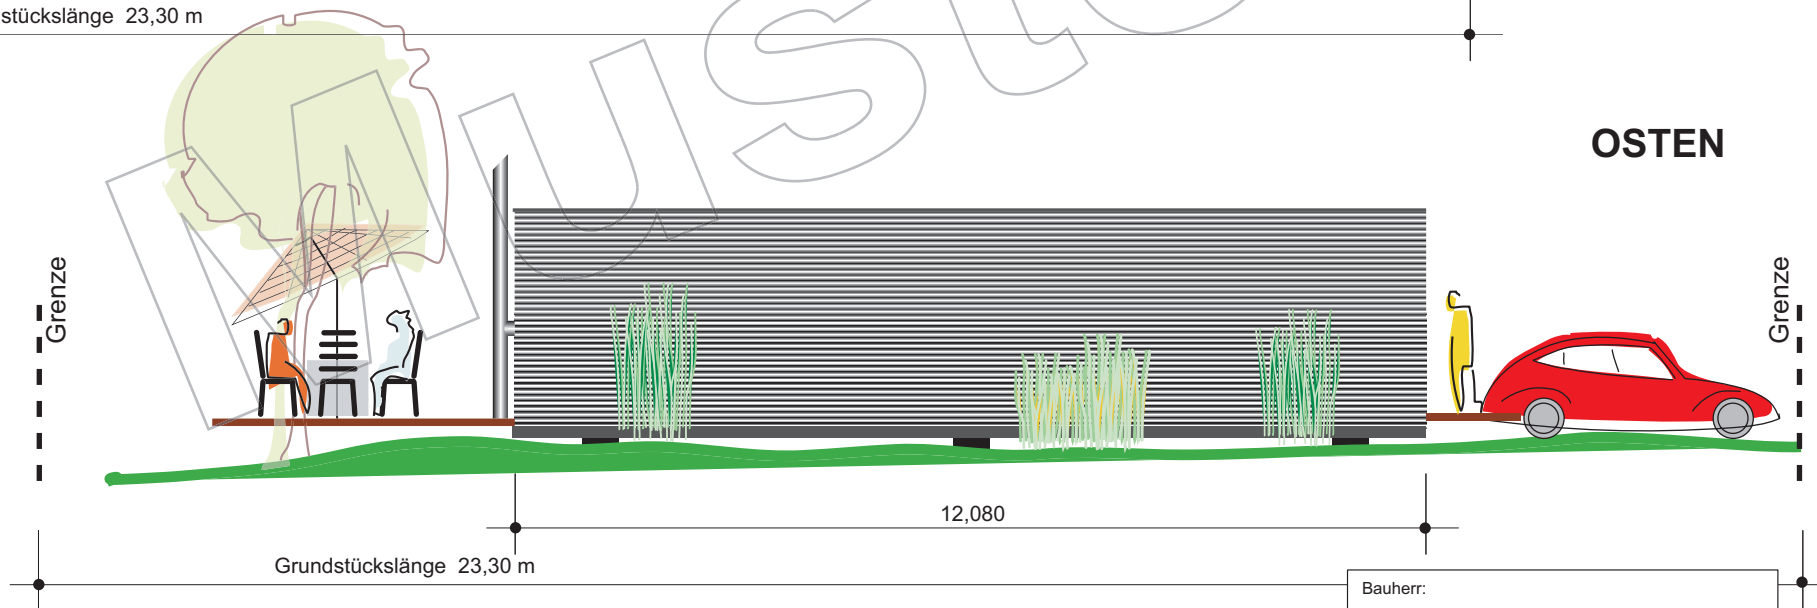 stückslänge 23,30 m
OSTEN
Grenze
Grenze
12,080
Grundstückslänge 23,30 m
Bauherr: